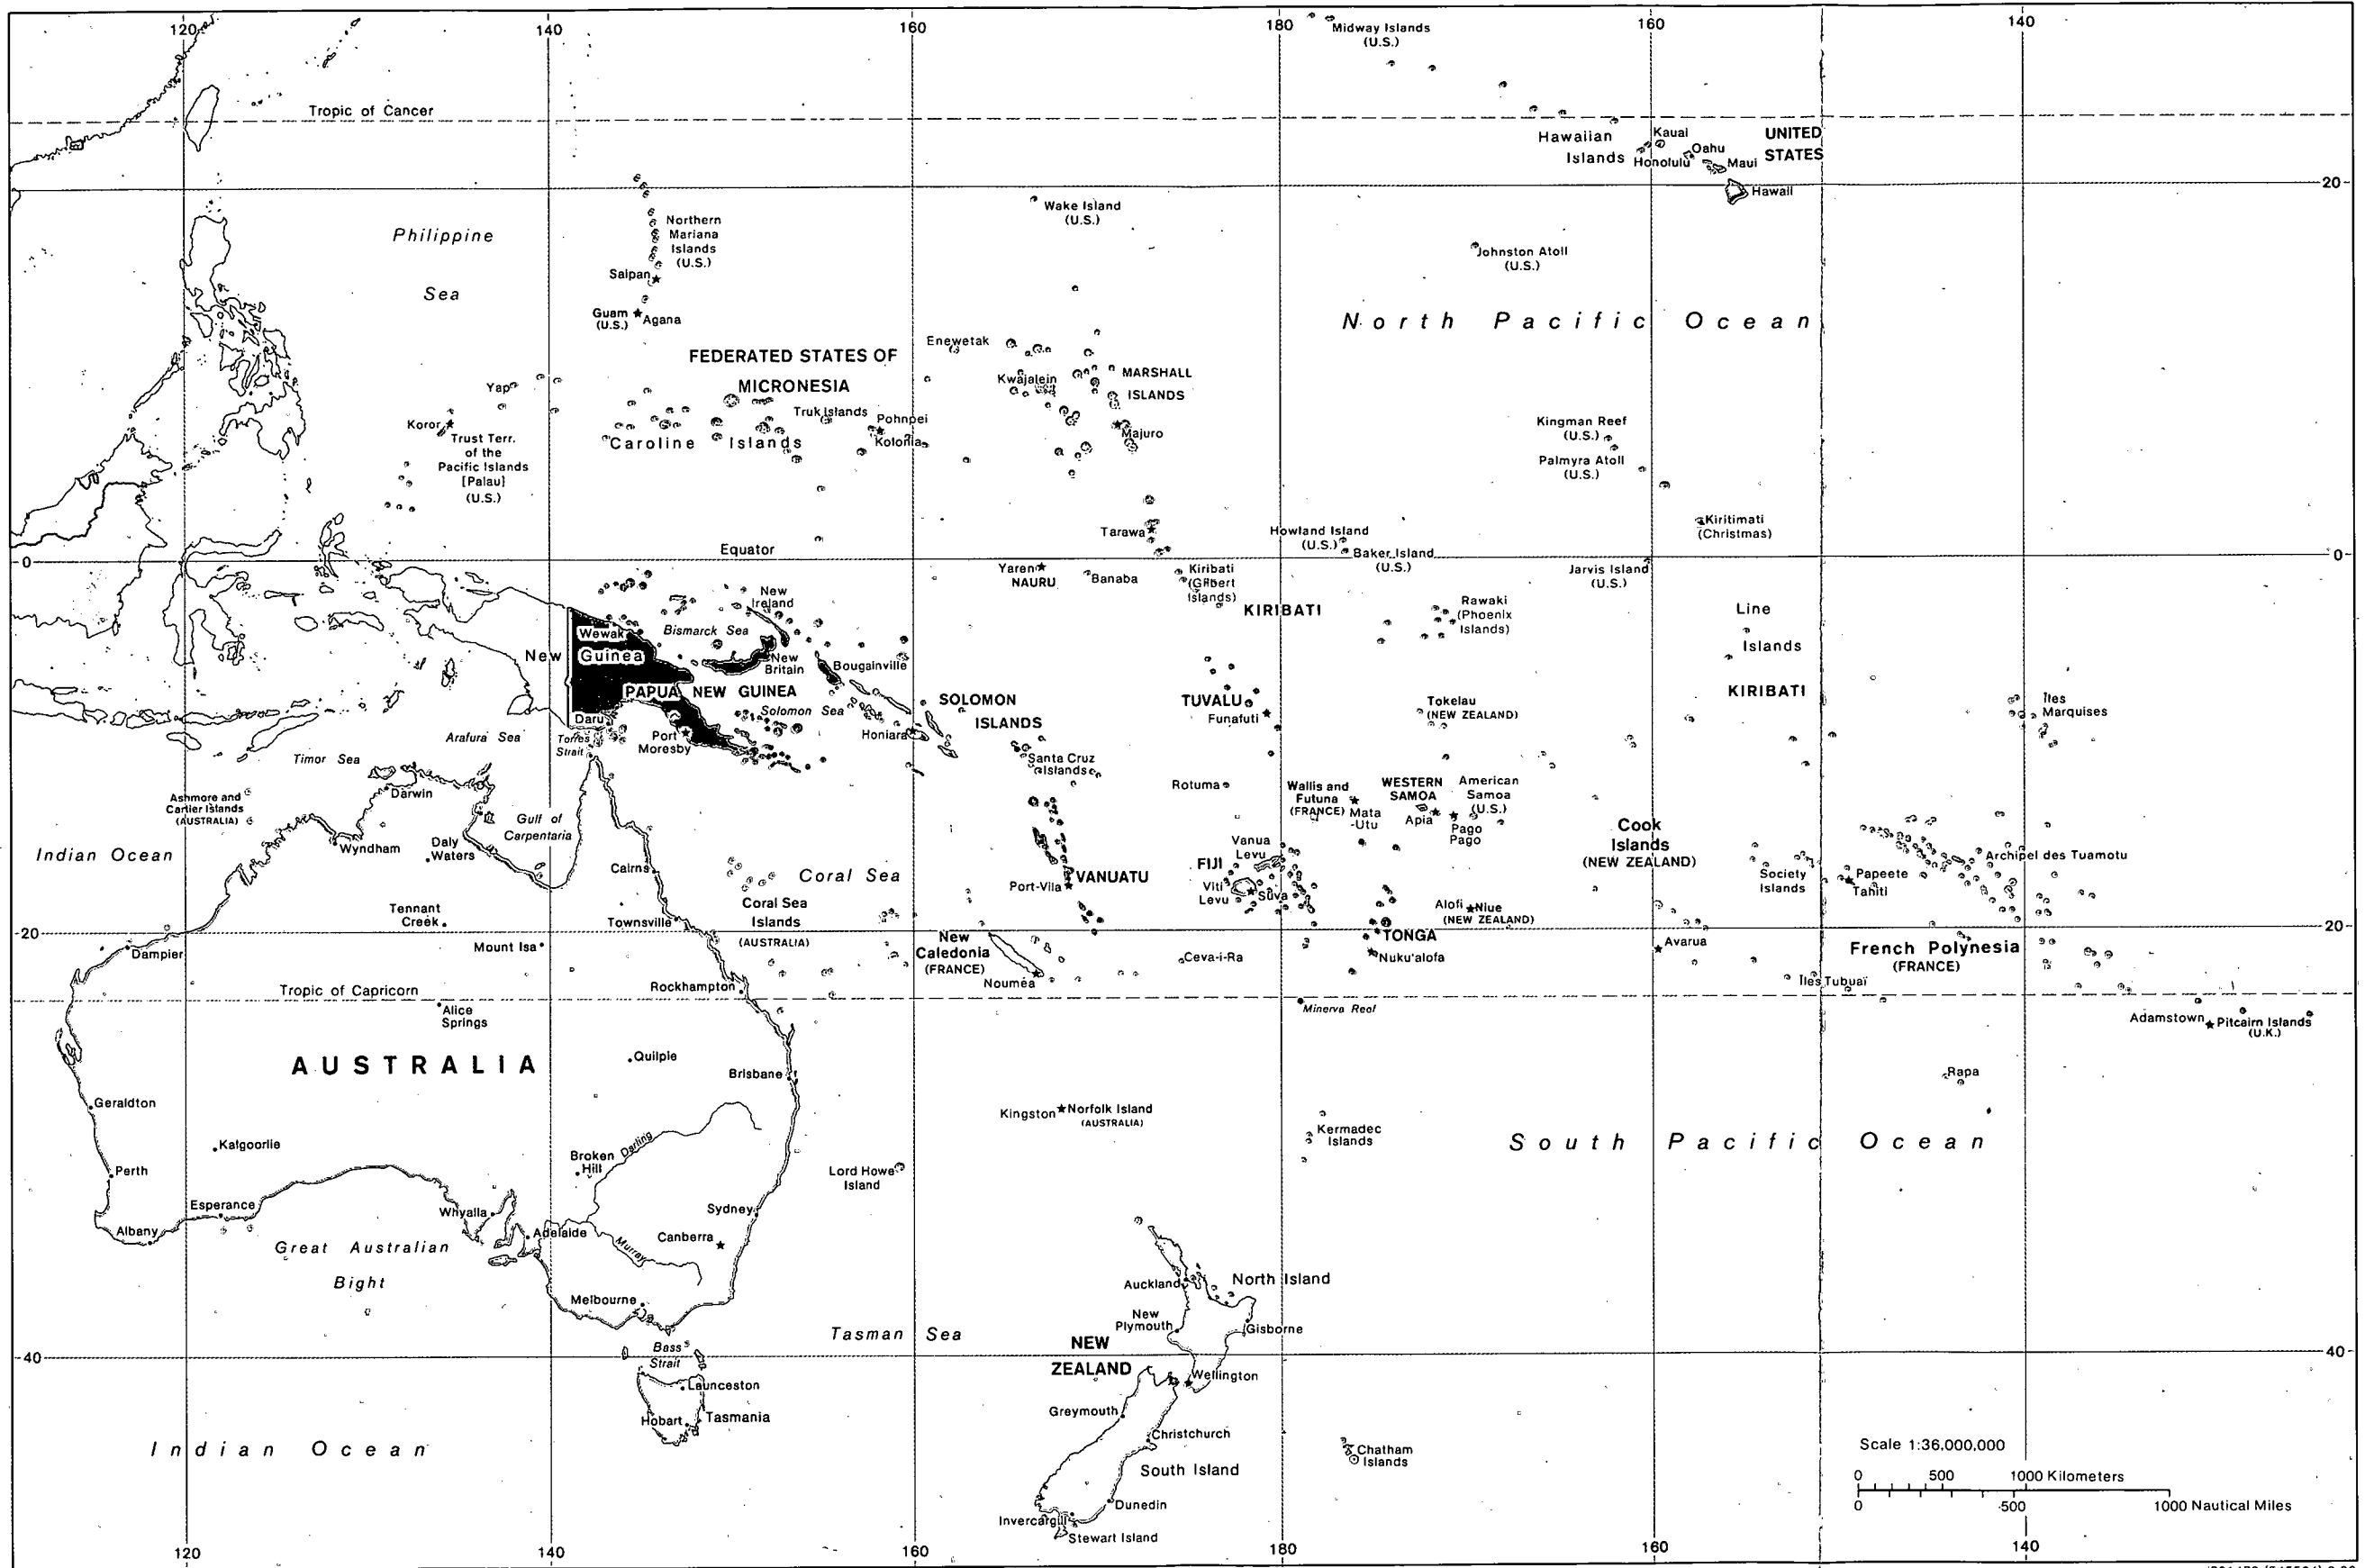 120
140
160
180
160
140
Midway Islands
(U.S.)
Tropic of Cancer
Hawaiian
Islands
Kauai
Oahu
Honolulu
Maui
Hawaii
UNITED
STATES
20
Wake Island
(U.S.)
Philippine
Sea
Northern
Mariana
Islands
(U.S.)
Saipan
Guam
(U.S.)
Agana
Johnston Atoll
(U.S.)
North Pacific Ocean
Enewetak
FEDERATED STATES OF
MICRONESIA
Kwajalein
MARSHALL
ISLANDS
Yap
Truk Islands
Pohnpei
Kolonia
Koror
Trust Terr.
of the
Pacific Islands
[Palau]
(U.S.)
Caroline Islands
Majuro
Kingman Reef
(U.S.)
Palmyra Atoll
(U.S.)
Kiritimati
(Christmas)
Tarawa
Howland Island
(U.S.)
Baker Island
(U.S.)
Equator
0
0
Yaren
NAURU
Banaba
Kiribati
(Gilbert
Islands)
KIRIBATI
Jarvis Island
(U.S.)
Rawaki
(Phoenix
Islands)
Line
Islands
KIRIBATI
New
Ireland
Wewak
Bismarck Sea
New Guinea
New
Britain
Bougainville
PAPUA NEW GUINEA
Solomon Sea
SOLOMON
ISLANDS
Daru
Torres
Strait
Port
Moresby
Honiara
Arafura Sea
Timor Sea
TUVALU
Funafuti
Tokelau
(NEW ZEALAND)
Îles
Marquises
Santa Cruz
Islands
Rotuma
Wallis and
Futuna
(FRANCE)
Mata
-Utu
WESTERN
SAMOA
Apia
American
Samoa
(U.S.)
Pago
Pago
Ashmore and
Cartier Islands
(AUSTRALIA)
Darwin
Gulf of
Carpentaria
Indian Ocean
Wyndham
Daly
Waters
Cairns
Coral Sea
Port-Vila
VANUATU
Vanua
Levu
FIJI
Viti
Levu
Suva
Cook
Islands
(NEW ZEALAND)
Society
Islands
Papeete
Tahiti
Archipel des Tuamotu
Tennant
Creek
Townsville
Coral Sea
Islands
(AUSTRALIA)
Alofi
Niue
(NEW ZEALAND)
20
20
Dampier
Mount Isa
New
Caledonia
(FRANCE)
Nouméa
Ceva-i-Ra
TONGA
Nuku'alofa
Avarua
French Polynesia
(FRANCE)
Îles Tubuaï
Tropic of Capricorn
Rockhampton
Alice
Springs
Minerva Reef
Adamstown
Pitcairn Islands
(U.K.)
AUSTRALIA
Quilpie
Brisbane
Rapa
Geraldton
Kingston
Norfolk Island
(AUSTRALIA)
Kermadec
Islands
South Pacific Ocean
Kalgoorlie
Perth
Broken
Hill
Darling
Lord Howe
Island
Esperance
Albany
Whyalla
Adelaide
Murray
Sydney
Canberra
Great Australian
Bight
Melbourne
Auckland
North Island
New
Plymouth
Gisborne
Tasman Sea
NEW
ZEALAND
40
40
Bass
Strait
Launceston
Hobart
Tasmania
Wellington
Greymouth
Christchurch
South Island
Chatham
Islands
Indian Ocean
Dunedin
Invercargill
Stewart Island
Scale 1:36,000,000
0 500 1000 Kilometers
0 500 1000 Nautical Miles
120
140
160
180
160
140